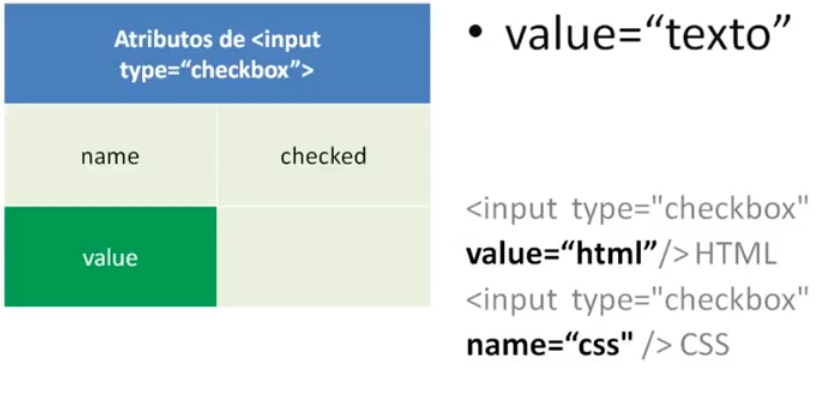 Atributos de <input
type=“checkbox”>
name
checked
value
• value=“texto”
<input type="checkbox"
value=“html”/> HTML
<input type="checkbox"
name=“css" /> CSS